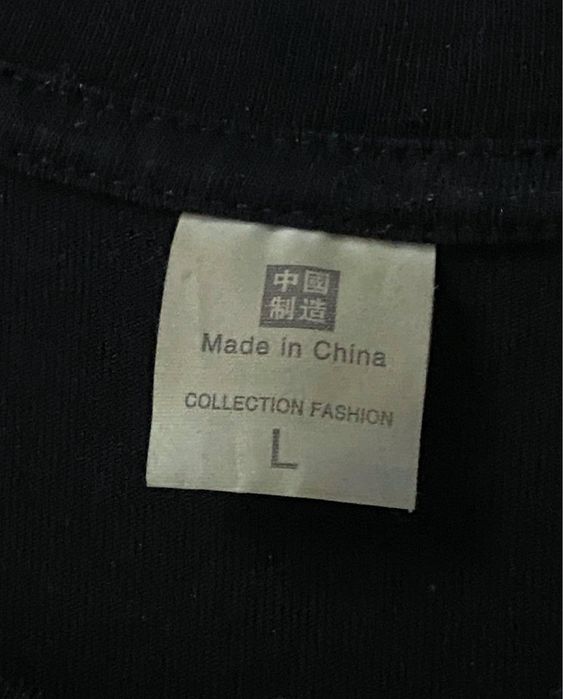 中國
制造
Made in China
COLLECTION FASHION
L